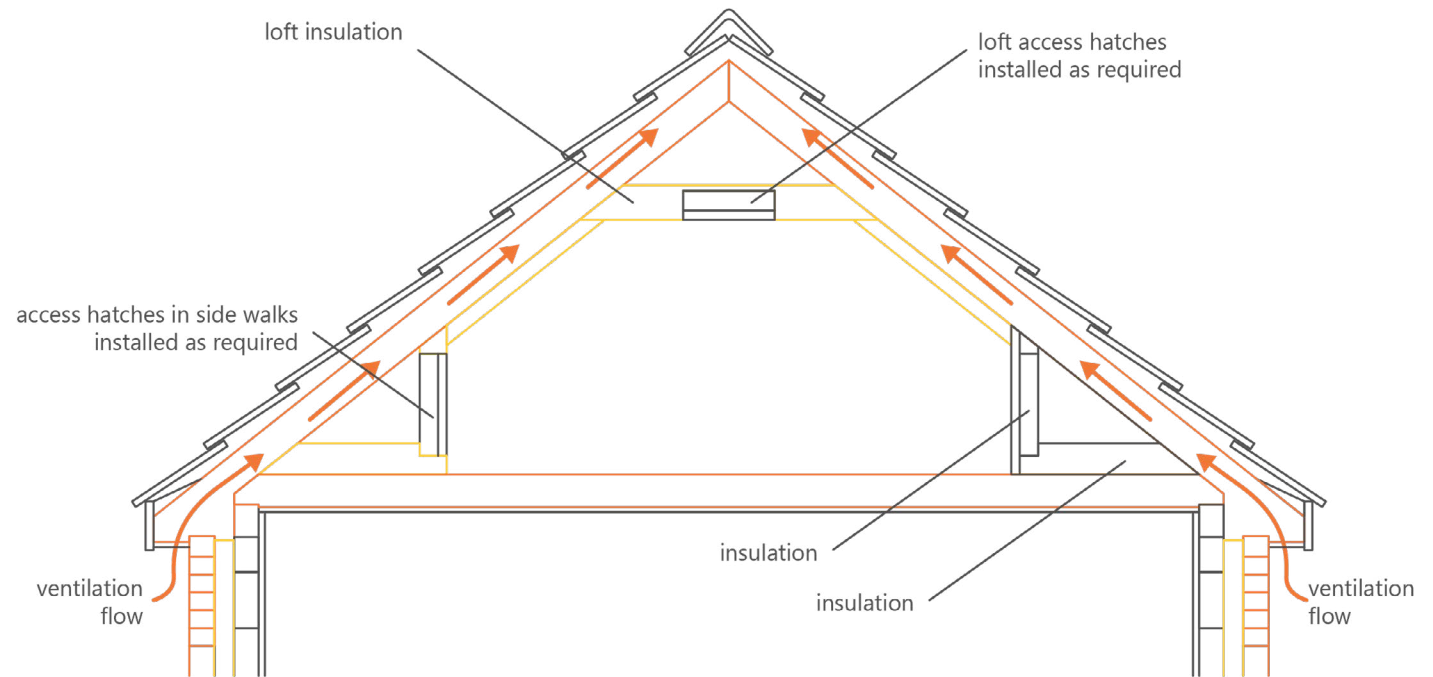 loft insulation
loft access hatches
installed as required
access hatches in side walks
installed as required
insulation
insulation
ventilation
flow
ventilation
flow